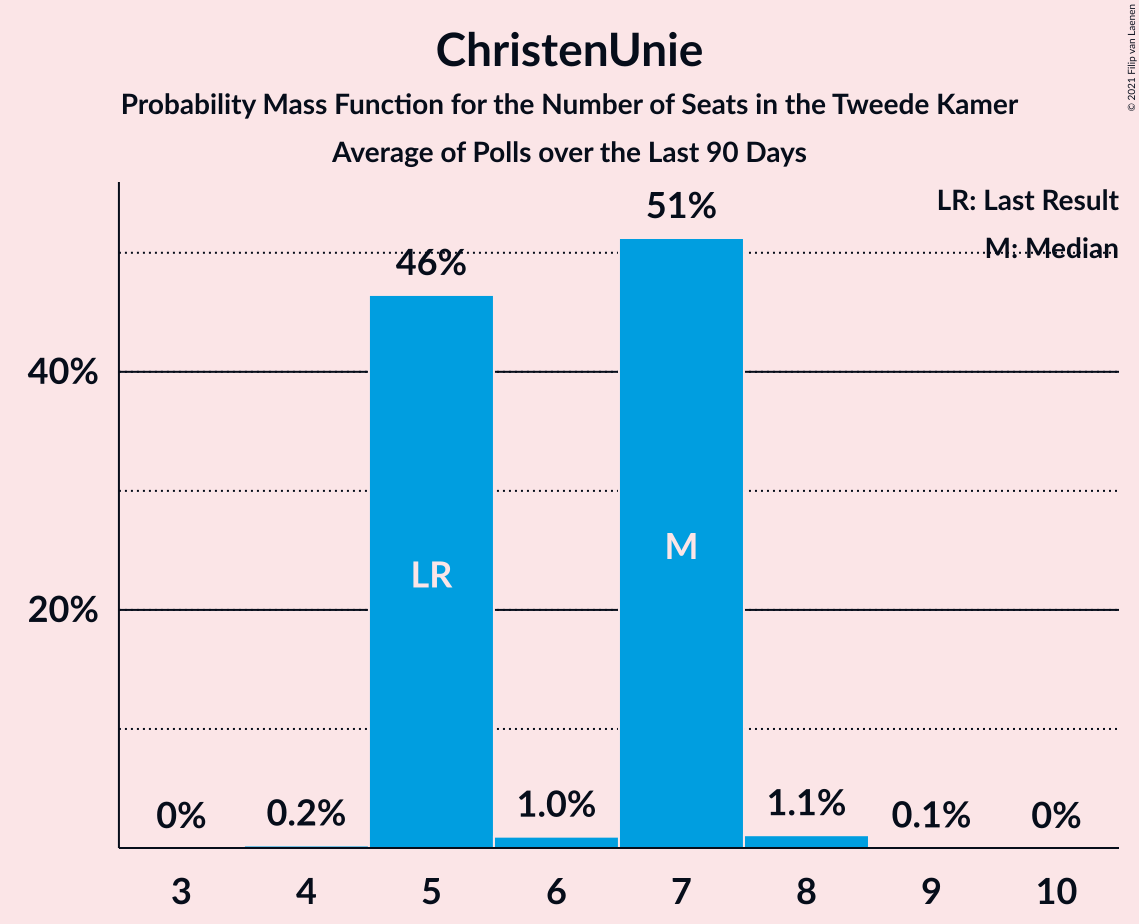 ChristenUnie
Probability Mass Function for the Number of Seats in the Tweede Kamer
Average of Polls over the Last 90 Days
© 2021 Filip van Laenen
LR: Last Result
M: Median
51%
46%
40%
20%
LR
M
0%
0.2%
1.0%
1.1%
0.1%
0%
3 4 5 6 7 8 9 10